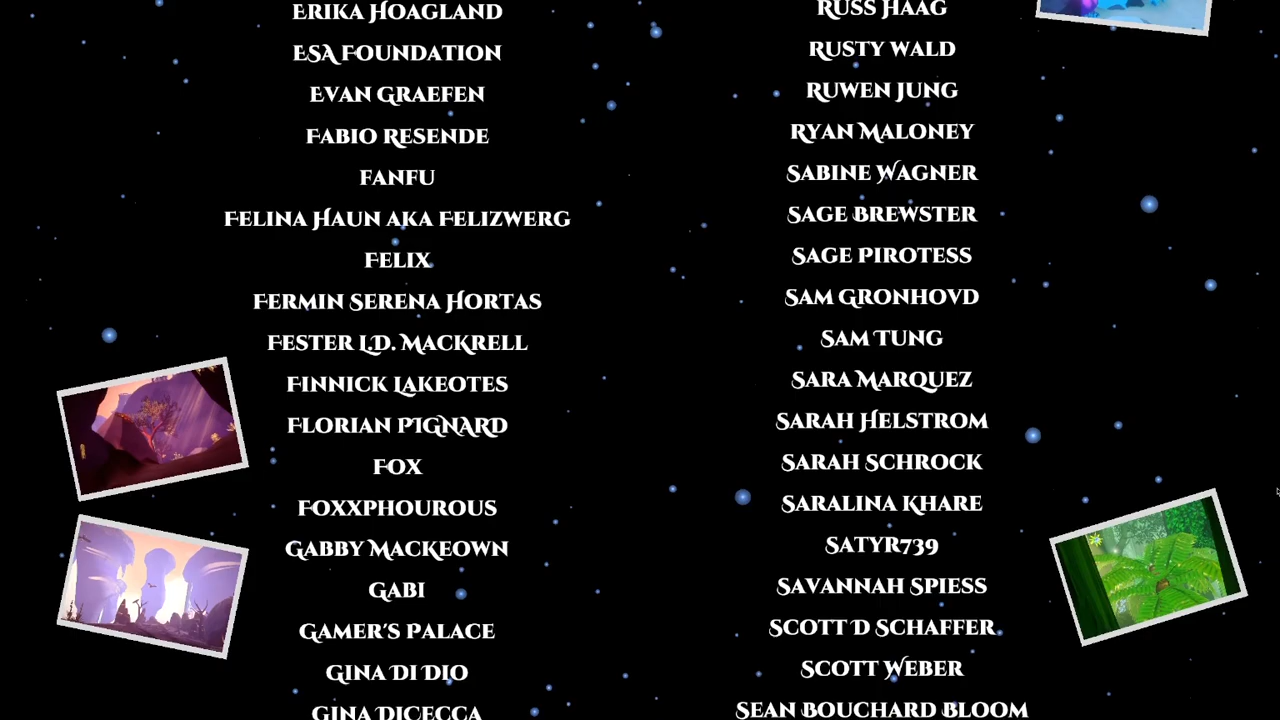 Erika Hoagland
ESA Foundation
Evan Graefen
Fabio Resende
fanfu
Felina Haun aka Felizwerg
Felix
Fermin Serena Hortas
Fester I.D. MacKrell
Finnick Lakeotes
Florian PIGNARD
Fox
Foxxphourous
Gabby MacKeown
Gabi
Gamer's Palace
Gina Di Dio
Gina DiCecca
Russ Haag
Rusty Wald
Ruwen Jung
Ryan Maloney
Sabine Wagner
Sage Brewster
Sage Pirotess
Sam Gronhovd
Sam Tung
Sara Marquez
Sarah Helstrom
Sarah Schrock
Saralina Khare
Satyr739
Savannah Spiess
Scott D Schaffer
Scott Weber
Sean Bouchard Bloom